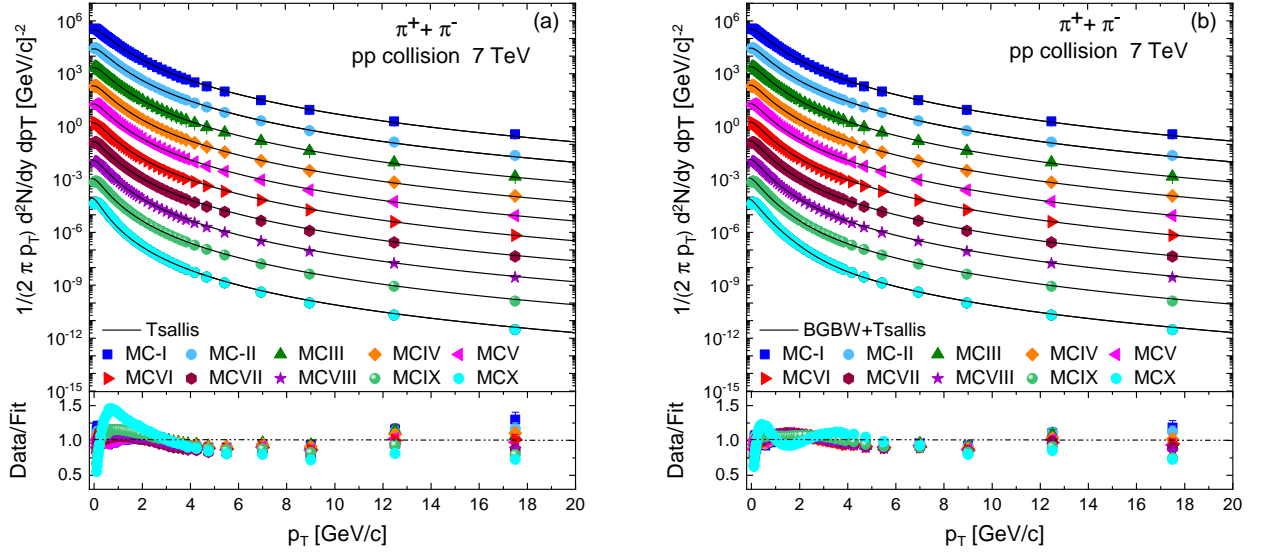 (a)
π⁺+ π⁻
pp collision 7 TeV
1/(2 π p_T) d²N/dy dpT [GeV/c]⁻²
10⁶
10³
10⁰
10⁻³
10⁻⁶
10⁻⁹
10⁻¹²
10⁻¹⁵
Tsallis
MC-I MC-II MCIII MCIV MCV
MCVI MCVII MCVIII MCIX MCX
Data/Fit
1.5
1.0
0.5
0 2 4 6 8 10 12 14 16 18 20
p_T [GeV/c]
(b)
π⁺+ π⁻
pp collision 7 TeV
1/(2 π p_T) d²N/dy dpT [GeV/c]⁻²
10⁶
10³
10⁰
10⁻³
10⁻⁶
10⁻⁹
10⁻¹²
10⁻¹⁵
BGBW+Tsallis
MC-I MC-II MCIII MCIV MCV
MCVI MCVII MCVIII MCIX MCX
Data/Fit
1.5
1.0
0.5
0 2 4 6 8 10 12 14 16 18 20
p_T [GeV/c]